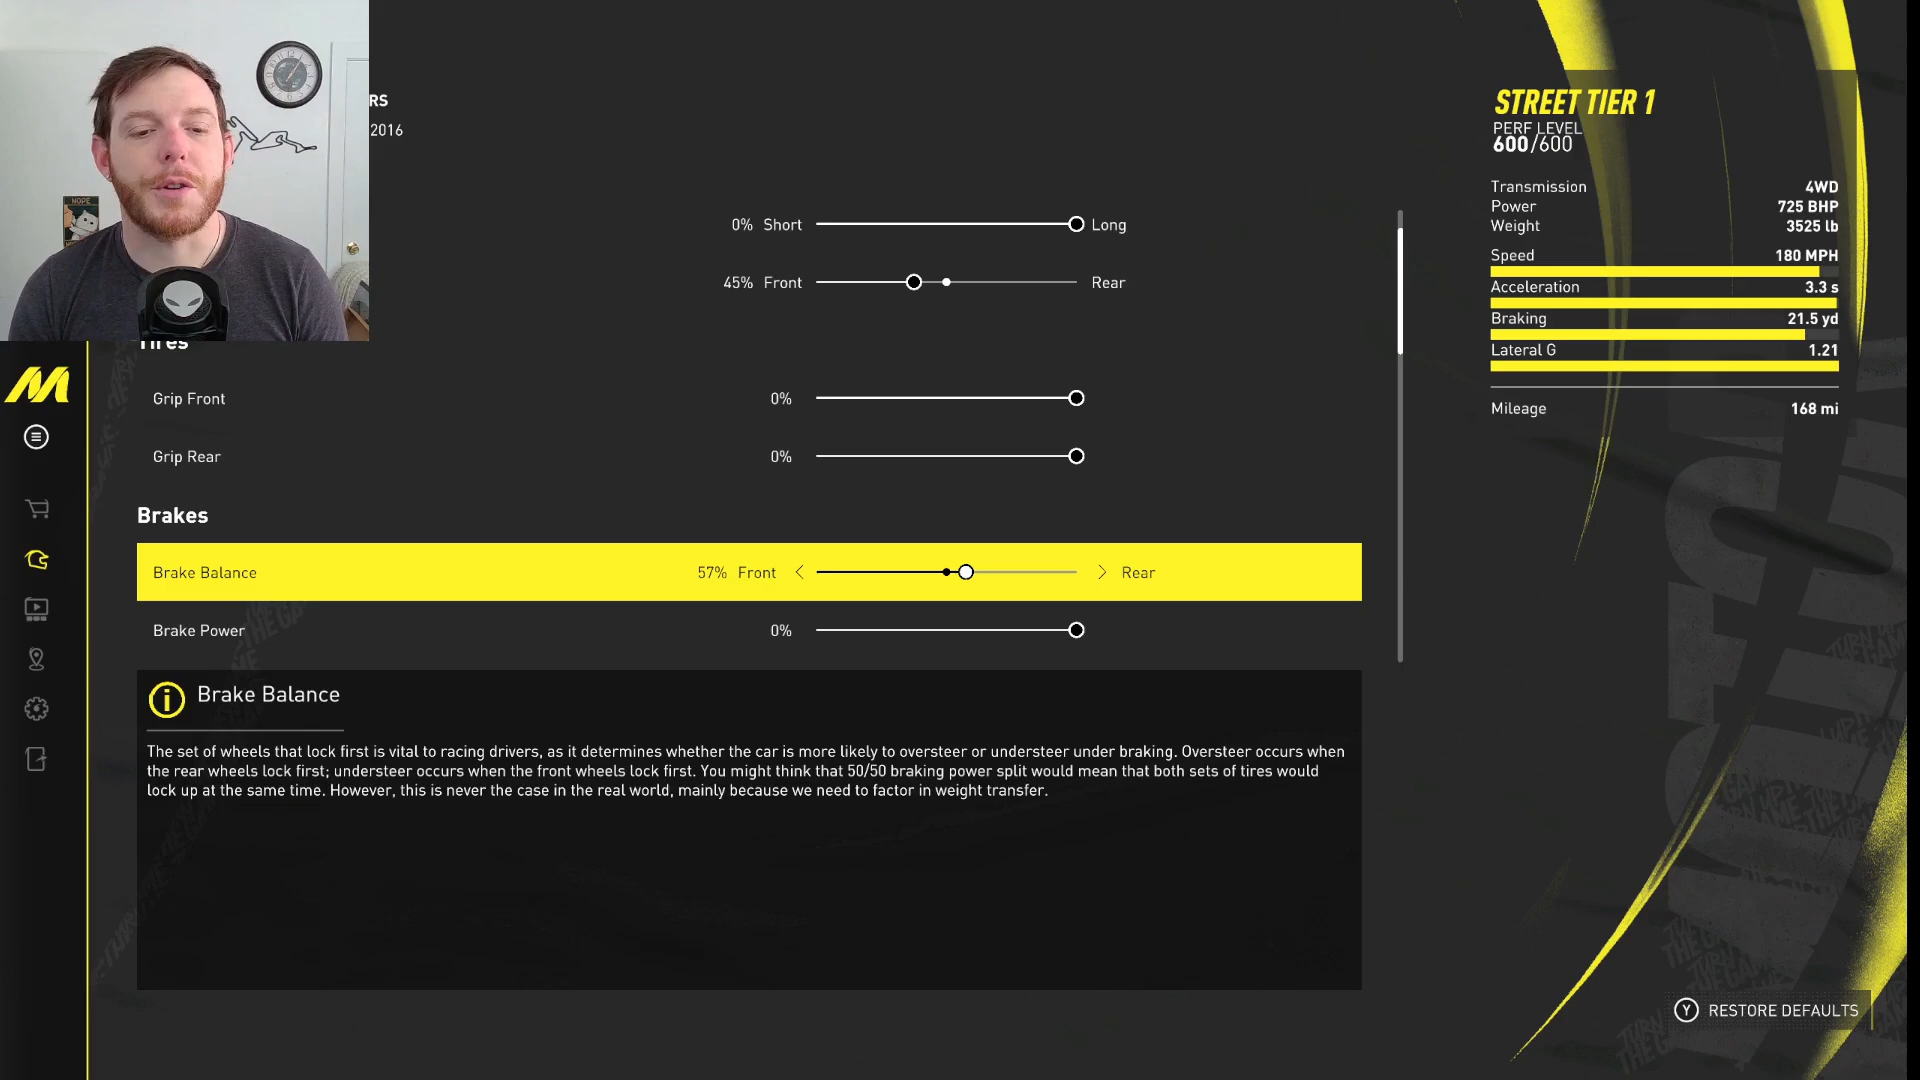 RS
2016
NOPE
0% Short Long
45% Front Rear
Tires
Grip Front 0%
Grip Rear 0%
Brakes
Brake Balance 57% Front Rear
Brake Power 0%
Brake Balance
The set of wheels that lock first is vital to racing drivers, as it determines whether the car is more likely to oversteer or understeer under braking. Oversteer occurs when
the rear wheels lock first; understeer occurs when the front wheels lock first. You might think that 50/50 braking power split would mean that both sets of tires would
lock up at the same time. However, this is never the case in the real world, mainly because we need to factor in weight transfer.
STREET TIER 1
PERF LEVEL
600/600
Transmission 4WD
Power 725 BHP
Weight 3525 lb
Speed 180 MPH
Acceleration 3.3 s
Braking 21.5 yd
Lateral G 1.21
Mileage 168 mi
Y RESTORE DEFAULTS